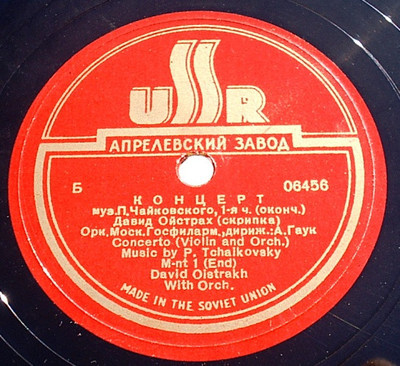 USSR
АПРЕЛЕВСКИЙ ЗАВОД
Б 06456
КОНЦЕРТ
муз.П.Чайковского, 1-я ч. (оконч.)
Давид Ойстрах (скрипка)
Орк. Моск. Госфиларм., дириж.: А. Гаук
Concerto (Violin and Orch.)
Music by P. Tchaikovsky
M-nt 1 (End)
David Oistrakh
With Orch.
MADE IN THE SOVIET UNION